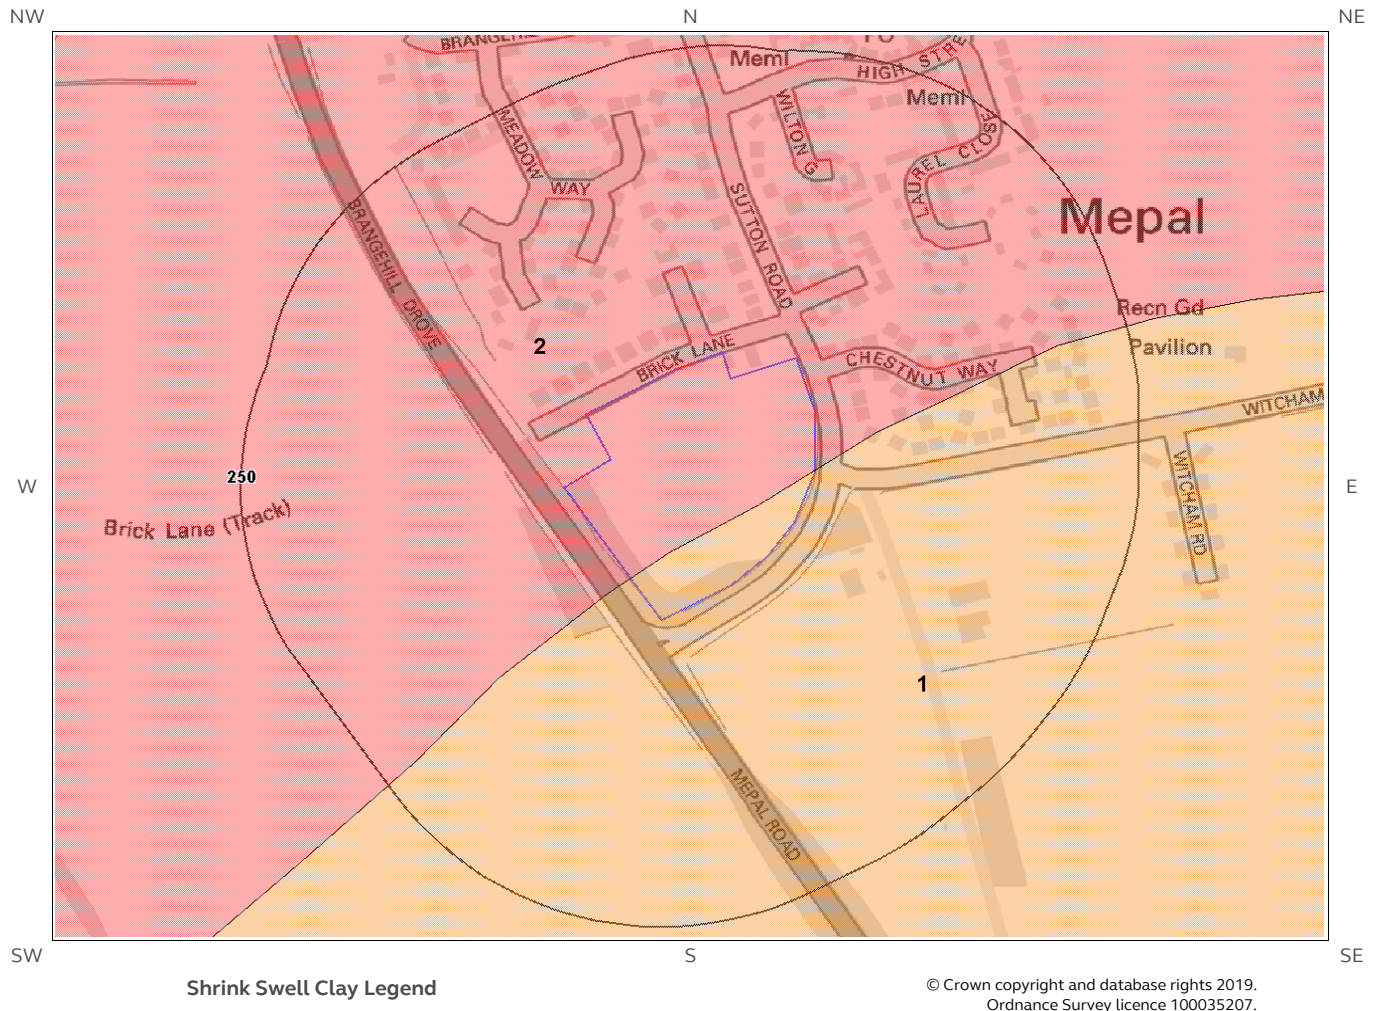 NW
N
NE
BRANGEHIL
Meml
HIGH STRE
Meml
MEADOW
WAY
WILTON
LAUREL CLOSE
SUTTON ROAD
Mepal
BRANGEHILL DROVE
Recn Gd
Pavilion
2
BRICK LANE
CHESTNUT WAY
WITCHAM
250
W
E
WITCHAM RD
Brick Lane (Track)
1
MEPAL ROAD
SW
S
SE
Shrink Swell Clay Legend
© Crown copyright and database rights 2019.
Ordnance Survey licence 100035207.